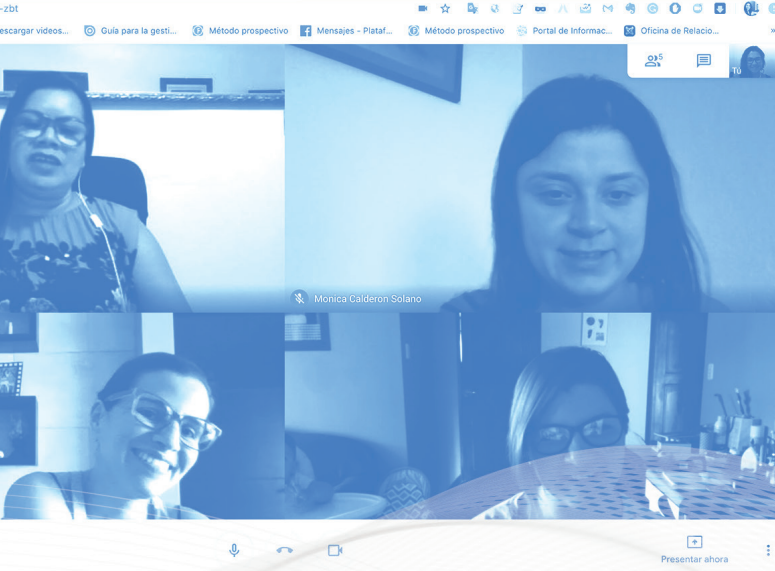 -zbt
escargar videos...
Guía para la gesti...
Método prospectivo
Mensajes - Plataf...
Método prospectivo
Portal de Informac...
Oficina de Relacio...
»
5
Tú
Monica Calderon Solano
Presentar ahora